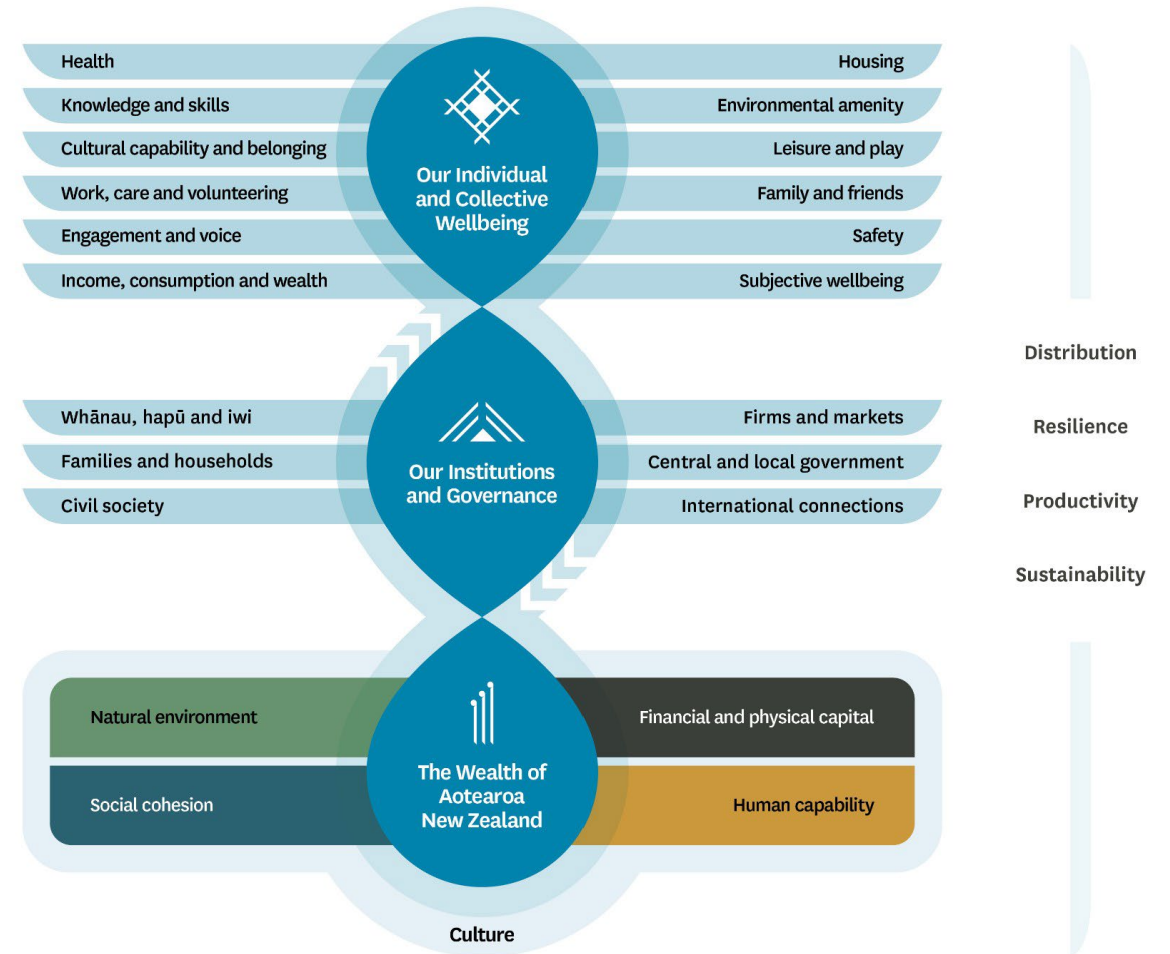 Health
Housing
Knowledge and skills
Environmental amenity
Cultural capability and belonging
Leisure and play
Work, care and volunteering
Family and friends
Engagement and voice
Safety
Income, consumption and wealth
Subjective wellbeing
Our Individual
and Collective
Wellbeing
Whānau, hapū and iwi
Firms and markets
Families and households
Central and local government
Civil society
International connections
Our Institutions
and Governance
Natural environment
Financial and physical capital
Social cohesion
Human capability
The Wealth of
Aotearoa
New Zealand
Culture
Distribution
Resilience
Productivity
Sustainability